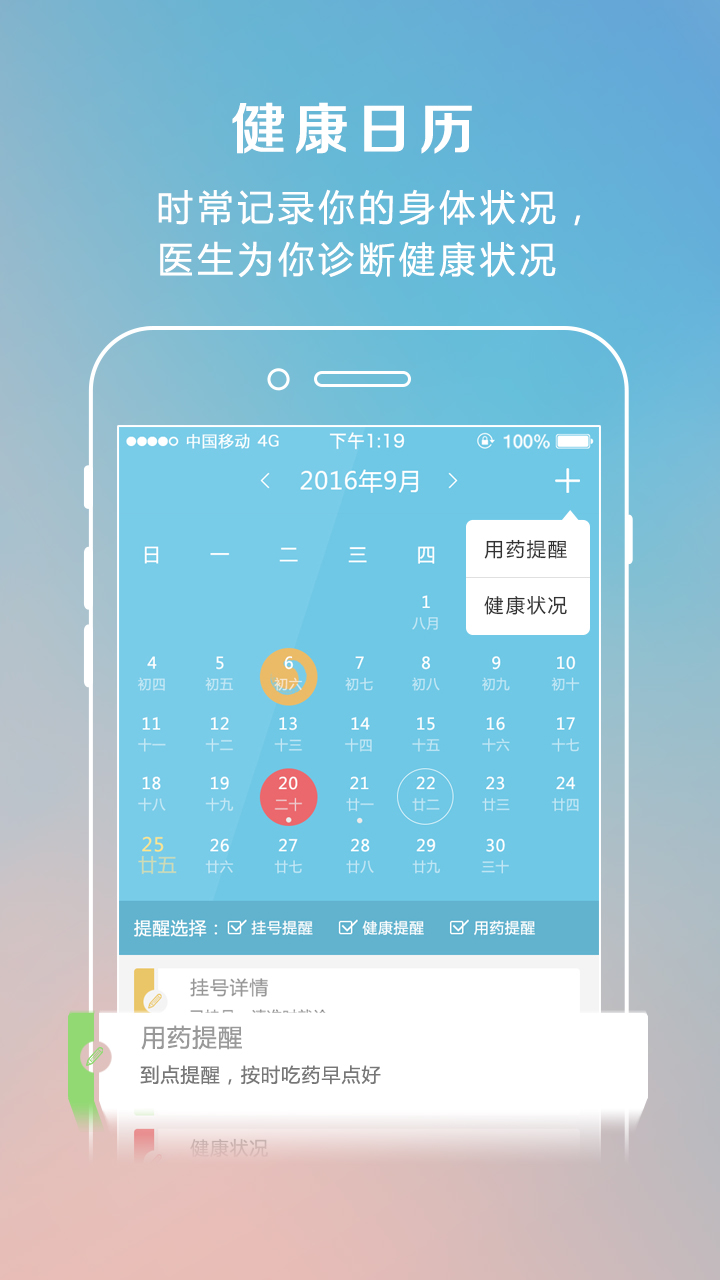 健康日历
时常记录你的身体状况，
医生为你诊断健康状况
中国移动 4G 下午1:19 100%
2016年9月
用药提醒
健康状况
日 一 二 三 四
1
八月
4 5 6 7 8 9 10
初四 初五 初六 初七 初八 初九 初十
11 12 13 14 15 16 17
十一 十二 十三 十四 十五 十六 十七
18 19 20 21 22 23 24
十八 十九 二十 廿一 廿二 廿三 廿四
25 26 27 28 29 30
廿五 廿六 廿七 廿八 廿九 三十
提醒选择： 挂号提醒 健康提醒 用药提醒
挂号详情
用药提醒
到点提醒，按时吃药早点好
健康状况